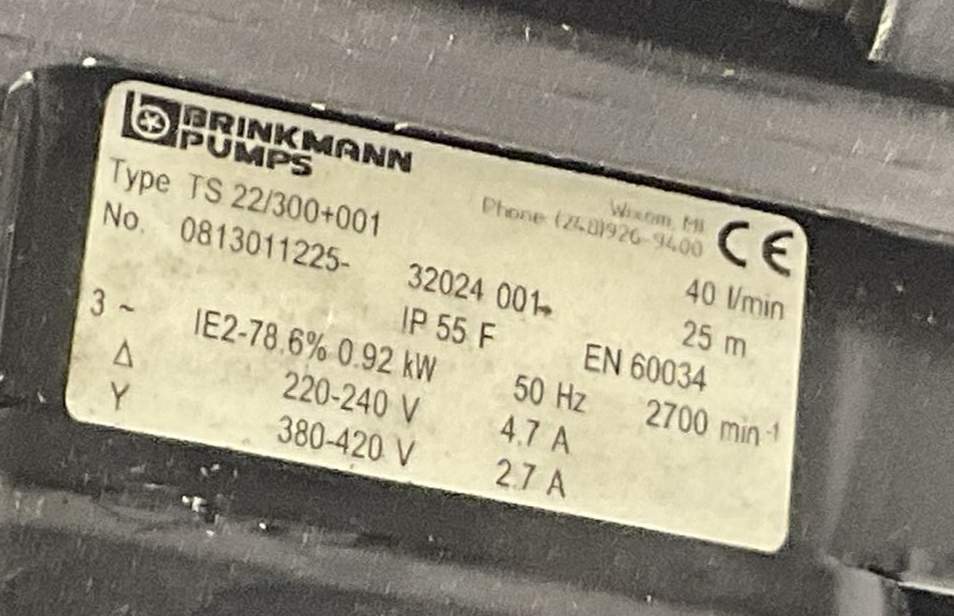 BRINKMANN
PUMPS
Wixom, MI
Phone (248)926-9400
CE
Type TS 22/300+001
40 l/min
No. 0813011225- 32024 001
25 m
IP 55 F
EN 60034
3 ~ IE2-78.6% 0.92 kW 50 Hz 2700 min-1
Δ 220-240 V 4.7 A
Y 380-420 V 2.7 A